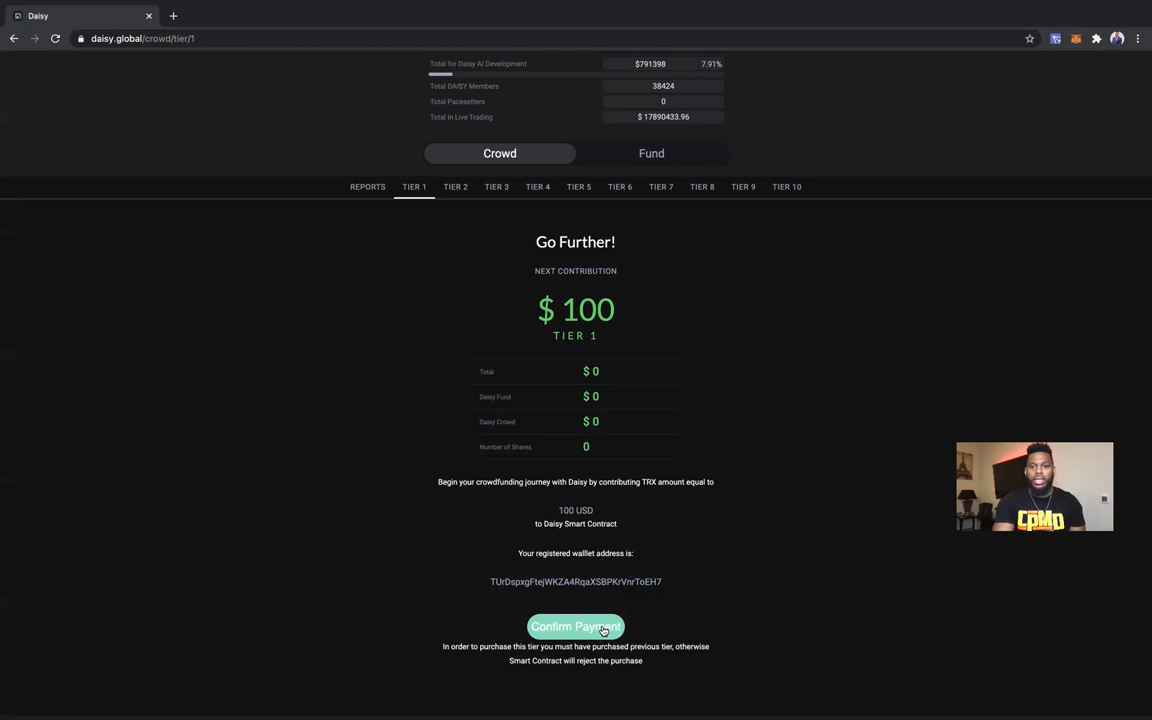 Daisy
daisy.global/crowd/tier/1
Total for Daisy AI Development $791398 7.91%
Total DAISY Members 38424
Total Pacesetters 0
Total in Live Trading $ 17890433.96
Crowd Fund
REPORTS TIER 1 TIER 2 TIER 3 TIER 4 TIER 5 TIER 6 TIER 7 TIER 8 TIER 9 TIER 10
Go Further!
NEXT CONTRIBUTION
$ 100
TIER 1
Total $ 0
Daisy Fund $ 0
Daisy Crowd $ 0
Number of Shares 0
Begin your crowdfunding journey with Daisy by contributing TRX amount equal to
100 USD
to Daisy Smart Contract
Your registered walllet address is:
TUrDspxgFtejWKZA4RqaXSBPKrVnrToEH7
Confirm Payment
In order to purchase this tier you must have purchased previous tier, otherwise
Smart Contract will reject the purchase